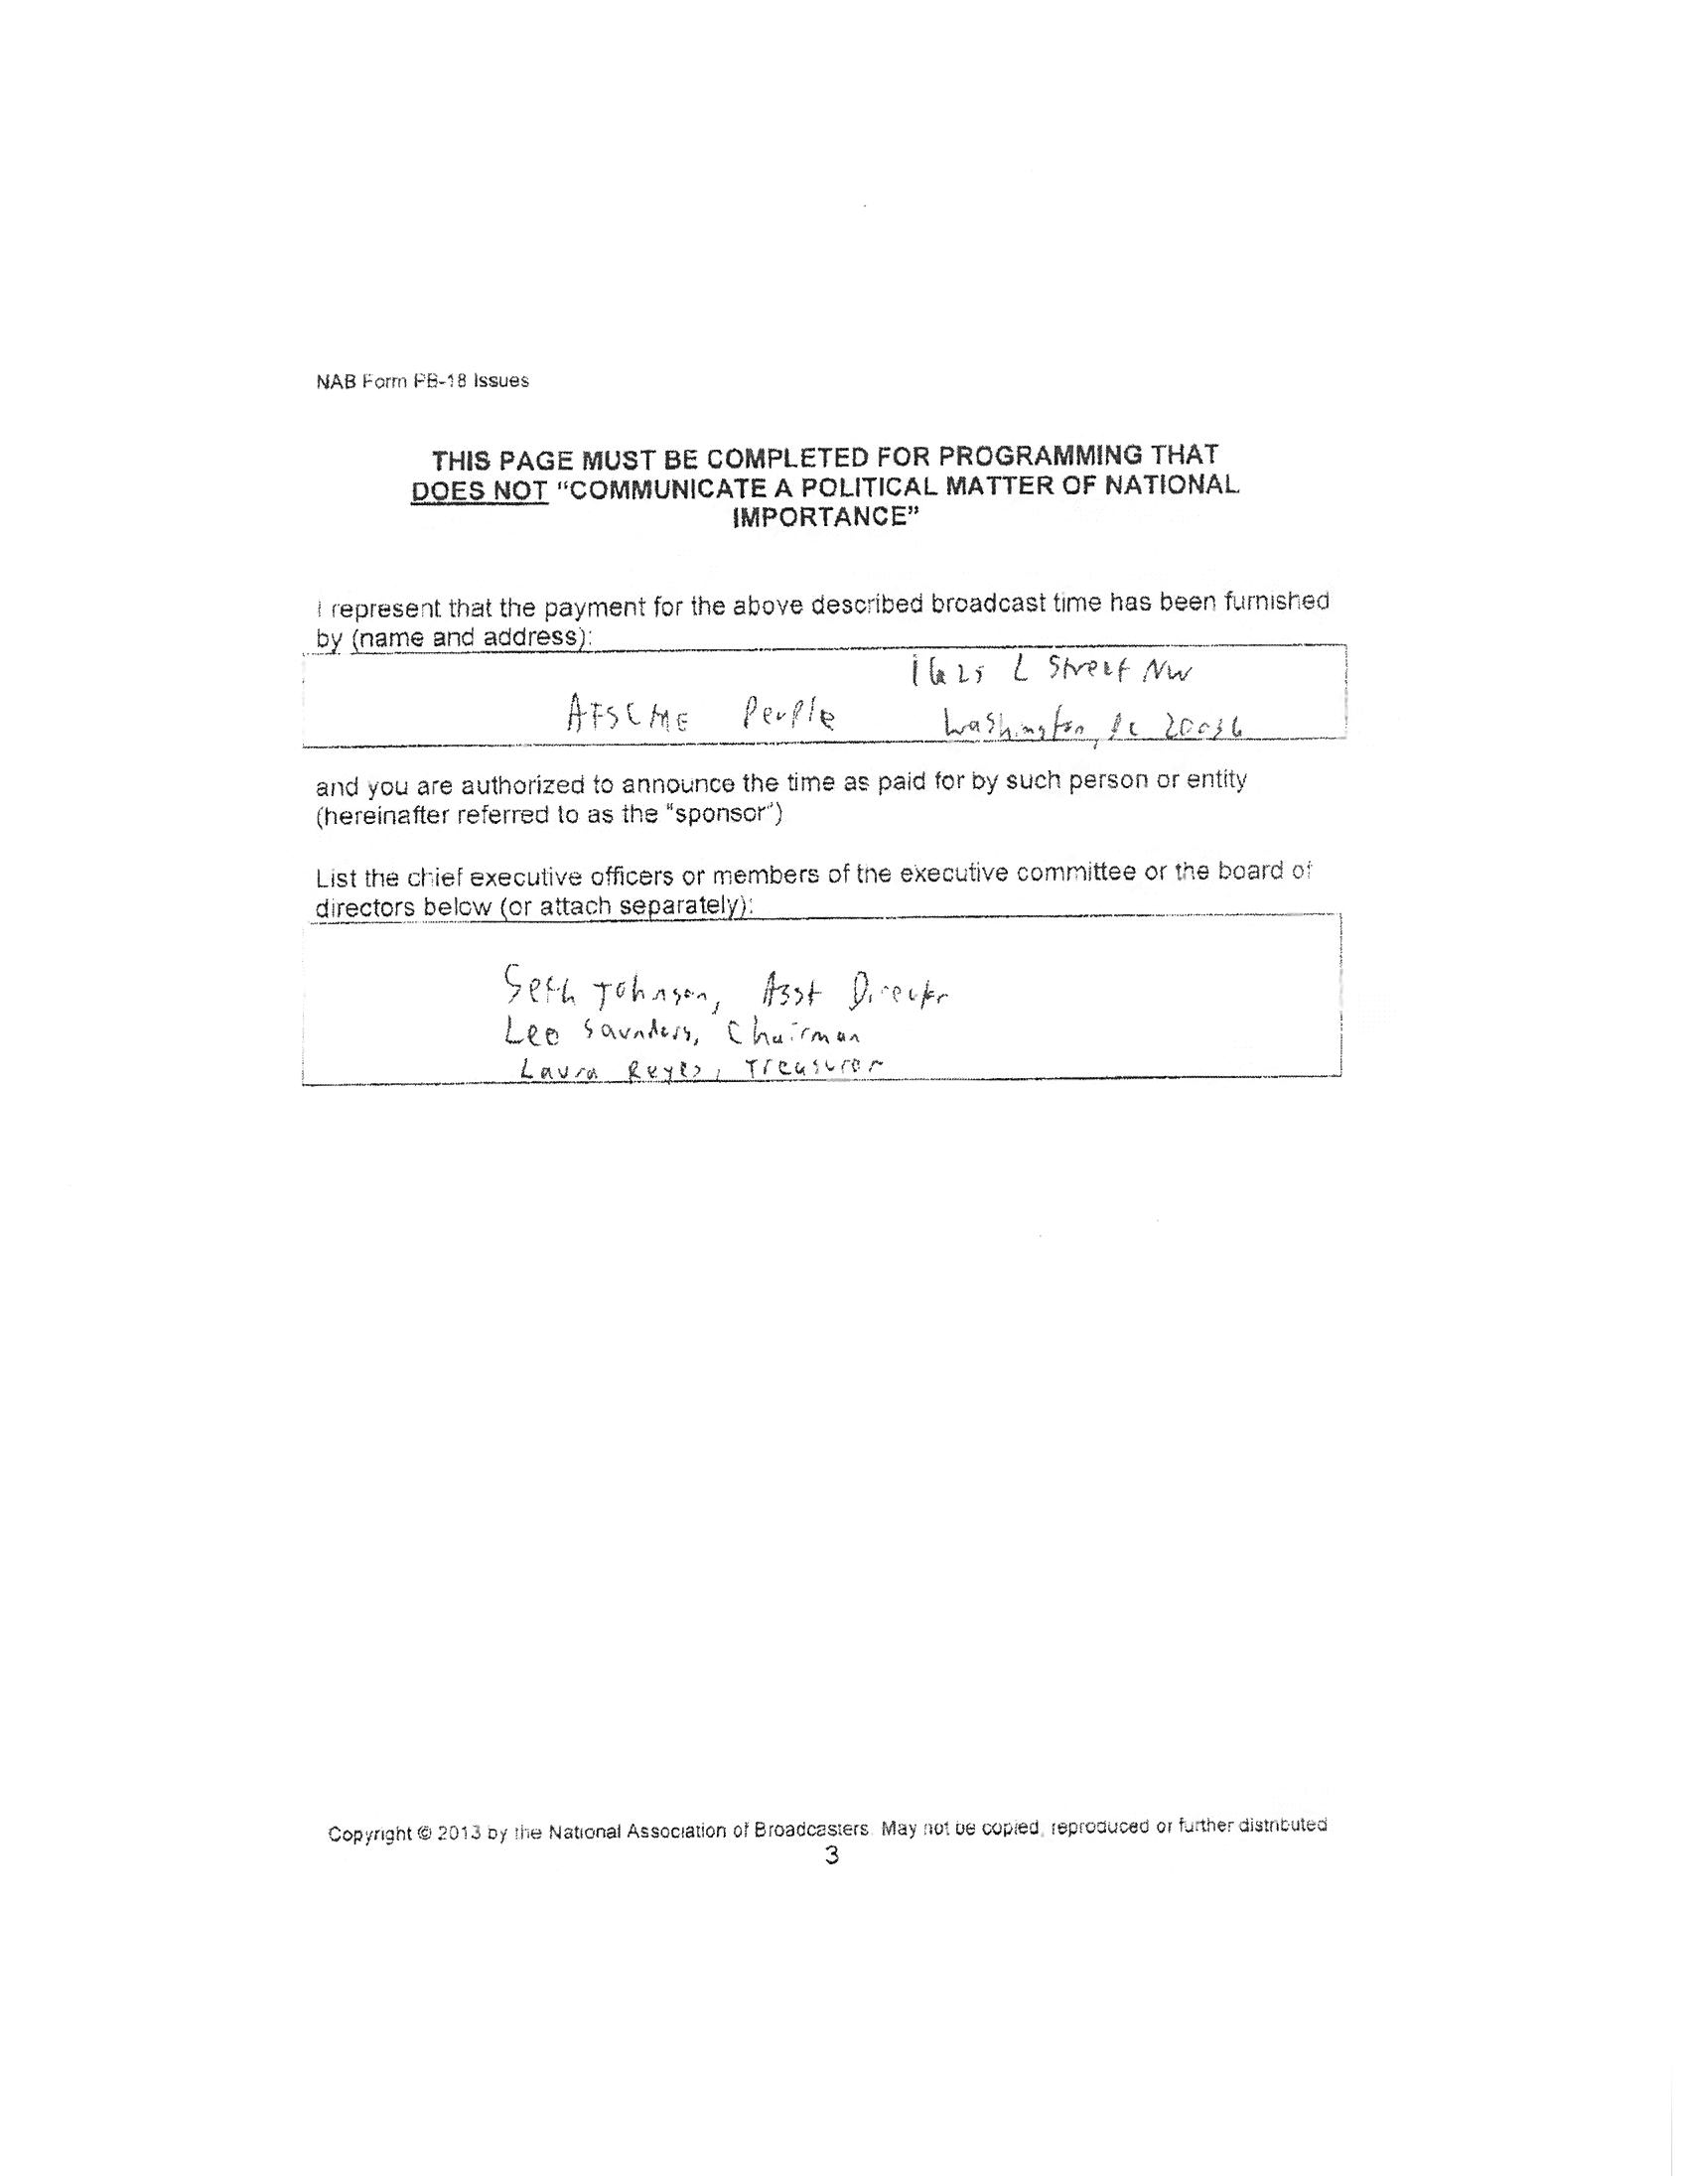 NAB Form PB-18 Issues
THIS PAGE MUST BE COMPLETED FOR PROGRAMMING THAT
DOES NOT “COMMUNICATE A POLITICAL MATTER OF NATIONAL
IMPORTANCE”
I represent that the payment for the above described broadcast time has been furnished
by (name and address):
1625 L Street NW
AFSCME People
Washington, DC 20036
and you are authorized to announce the time as paid for by such person or entity
(hereinafter referred to as the “sponsor”)
List the chief executive officers or members of the executive committee or the board of
directors below (or attach separately):
Seth Johnson, Asst Director
Lee Saunders, Chairman
Laura Reyes, Treasurer
Copyright © 2013 by the National Association of Broadcasters. May not be copied, reproduced or further distributed
3